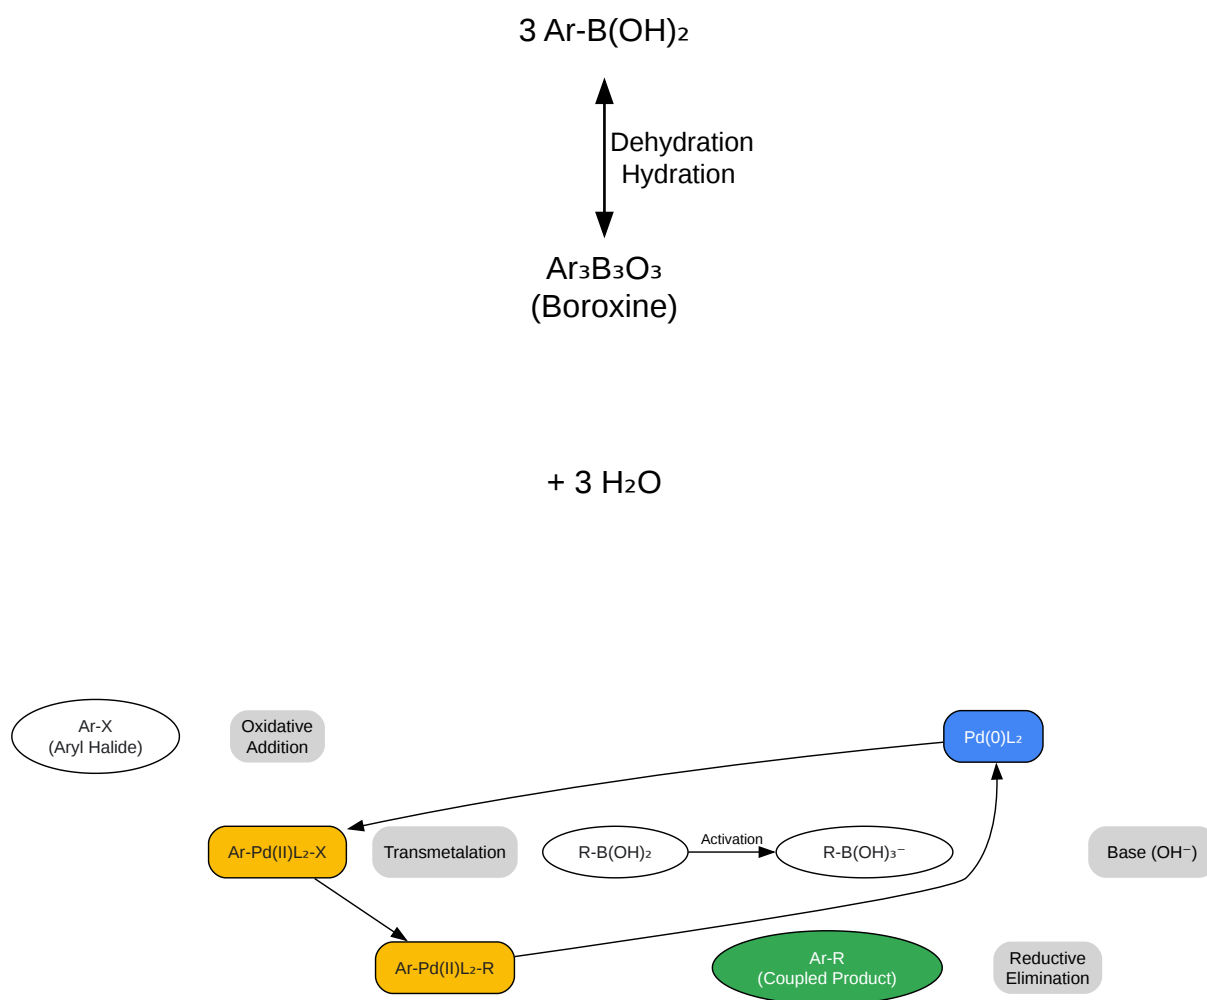 3 Ar-B(OH)₂
Dehydration
Hydration
Ar₃B₃O₃
(Boroxine)
+ 3 H₂O
Ar-X
(Aryl Halide)
Oxidative
Addition
Pd(0)L₂
Ar-Pd(II)L₂-X
Transmetalation
R-B(OH)₂
Activation
R-B(OH)₃⁻
Base (OH⁻)
Ar-Pd(II)L₂-R
Ar-R
(Coupled Product)
Reductive
Elimination